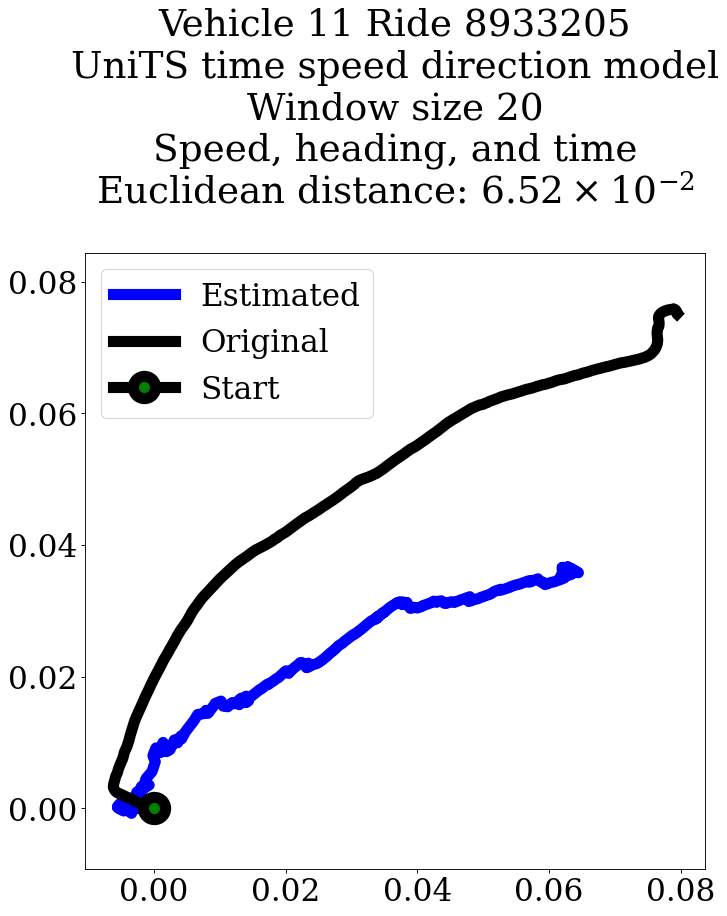 Vehicle 11 Ride 8933205
UniTS time speed direction model
Window size 20
Speed, heading, and time
Euclidean distance: 6.52 × 10⁻²
0.08
0.06
0.04
0.02
0.00
Estimated
Original
Start
0.00 0.02 0.04 0.06 0.08